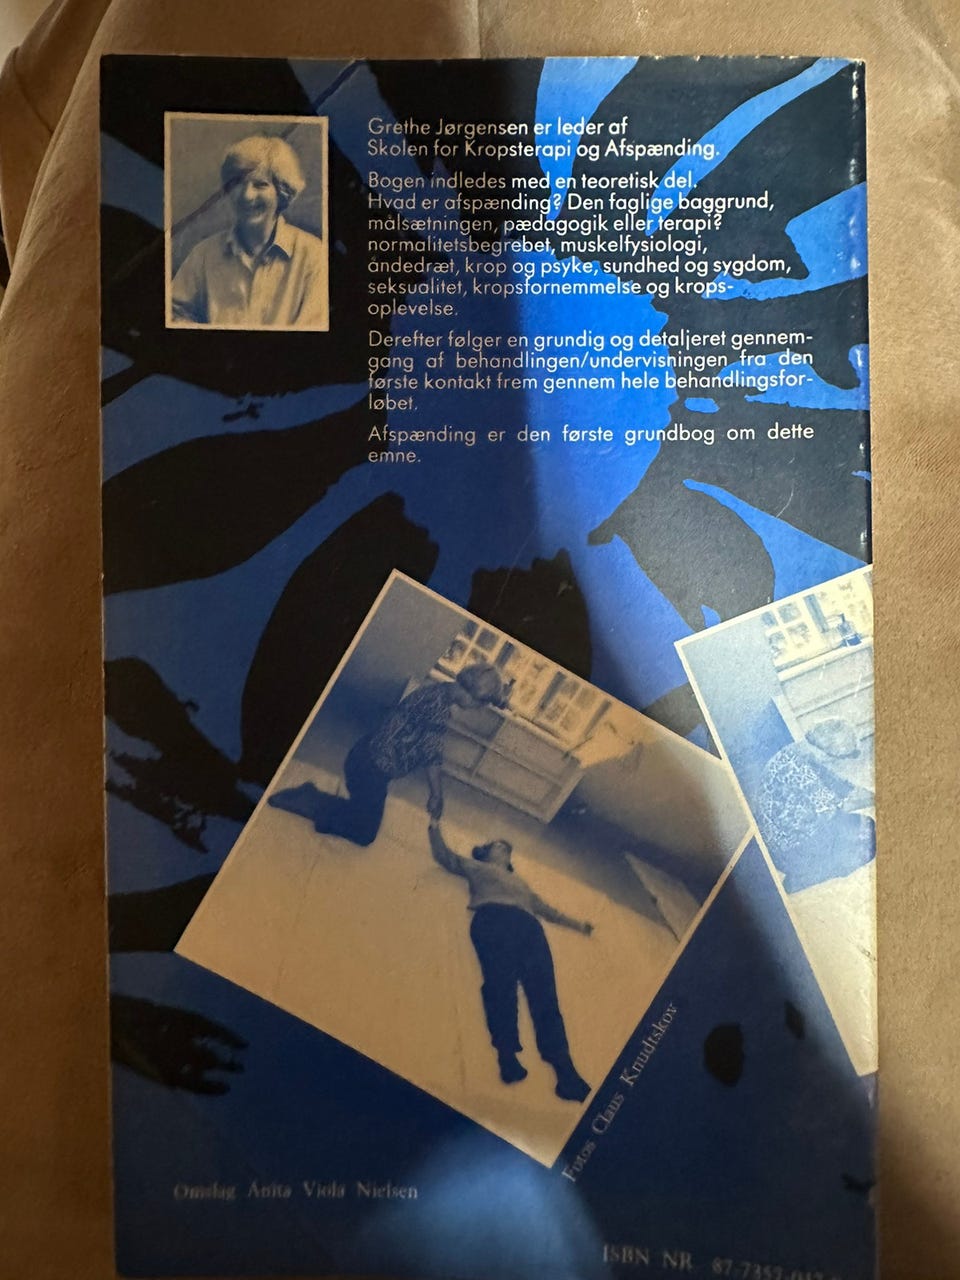 Grethe Jørgensen er leder af
Skolen for Kropsterapi og Afspænding.
Bogen indledes med en teoretisk del.
Hvad er afspænding? Den faglige baggrund,
målsætningen, pædagogik eller terapi?
normalitetsbegrebet, muskelfysiologi,
åndedræt, krop og psyke, sundhed og sygdom,
seksualitet, kropsfornemmelse og krops-
oplevelse.
Derefter følger en grundig og detaljeret gennem-
gang af behandlingen/undervisningen fra den
første kontakt frem gennem hele behandlingsfor-
løbet.
Afspænding er den første grundbog om dette
emne.
Fotos Claus Knudtskov
Omslag Anita Viola Nielsen
ISBN NR.